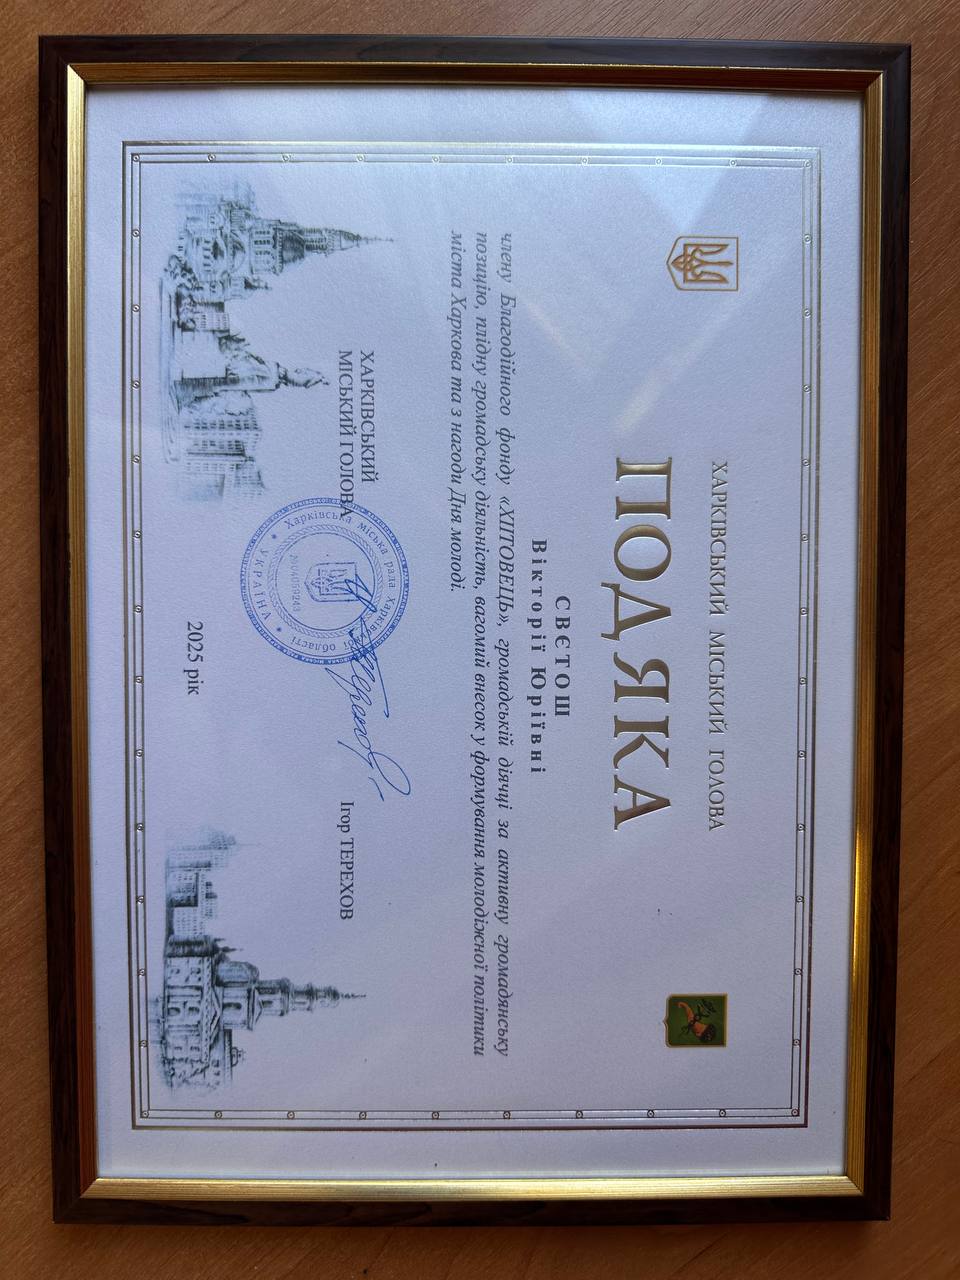 ХАРКІВСЬКИЙ МІСЬКИЙ ГОЛОВА
ПОДЯКА
СВЄТОШ
Вікторії Юріївні
члену Благодійного фонду «ХІТОВЕЦЬ», громадській діячці за активну громадянську
позицію, плідну громадську діяльність, вагомий внесок у формування молодіжної політики
міста Харкова та з нагоди Дня молоді.
ХАРКІВСЬКИЙ
МІСЬКИЙ ГОЛОВА
Ігор ТЕРЕХОВ
Харківська міська рада Харківської області
УКРАЇНА
2025 рік